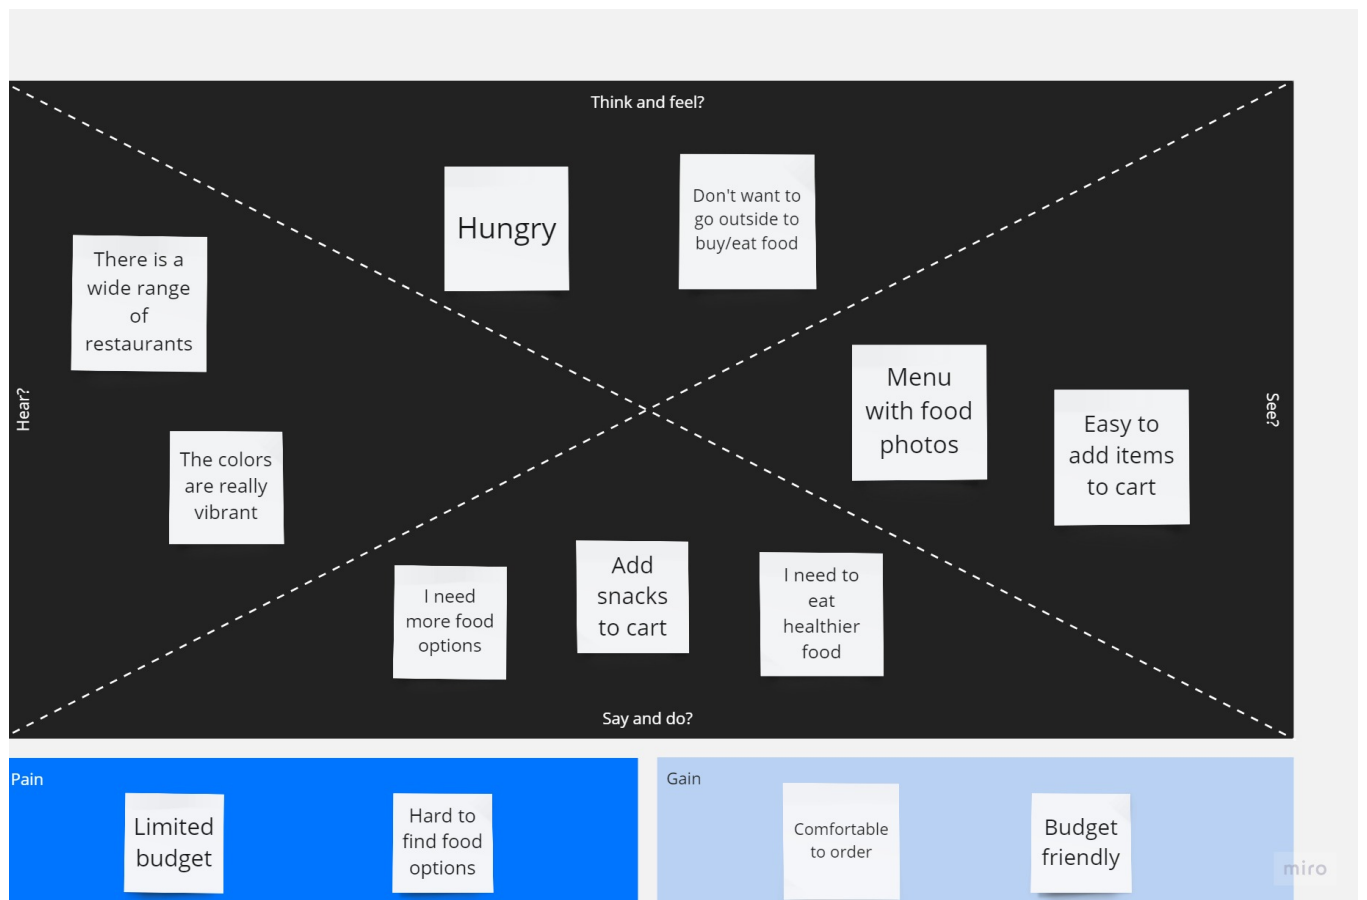 Think and feel?
Hungry
Don't want to
go outside to
buy/eat food
There is a
wide range
of
restaurants
Hear?
The colors
are really
vibrant
Menu
with food
photos
Easy to
add items
to cart
See?
I need
more food
options
Add
snacks
to cart
I need to
eat
healthier
food
Say and do?
Pain
Limited
budget
Hard to
find food
options
Gain
Comfortable
to order
Budget
friendly
miro